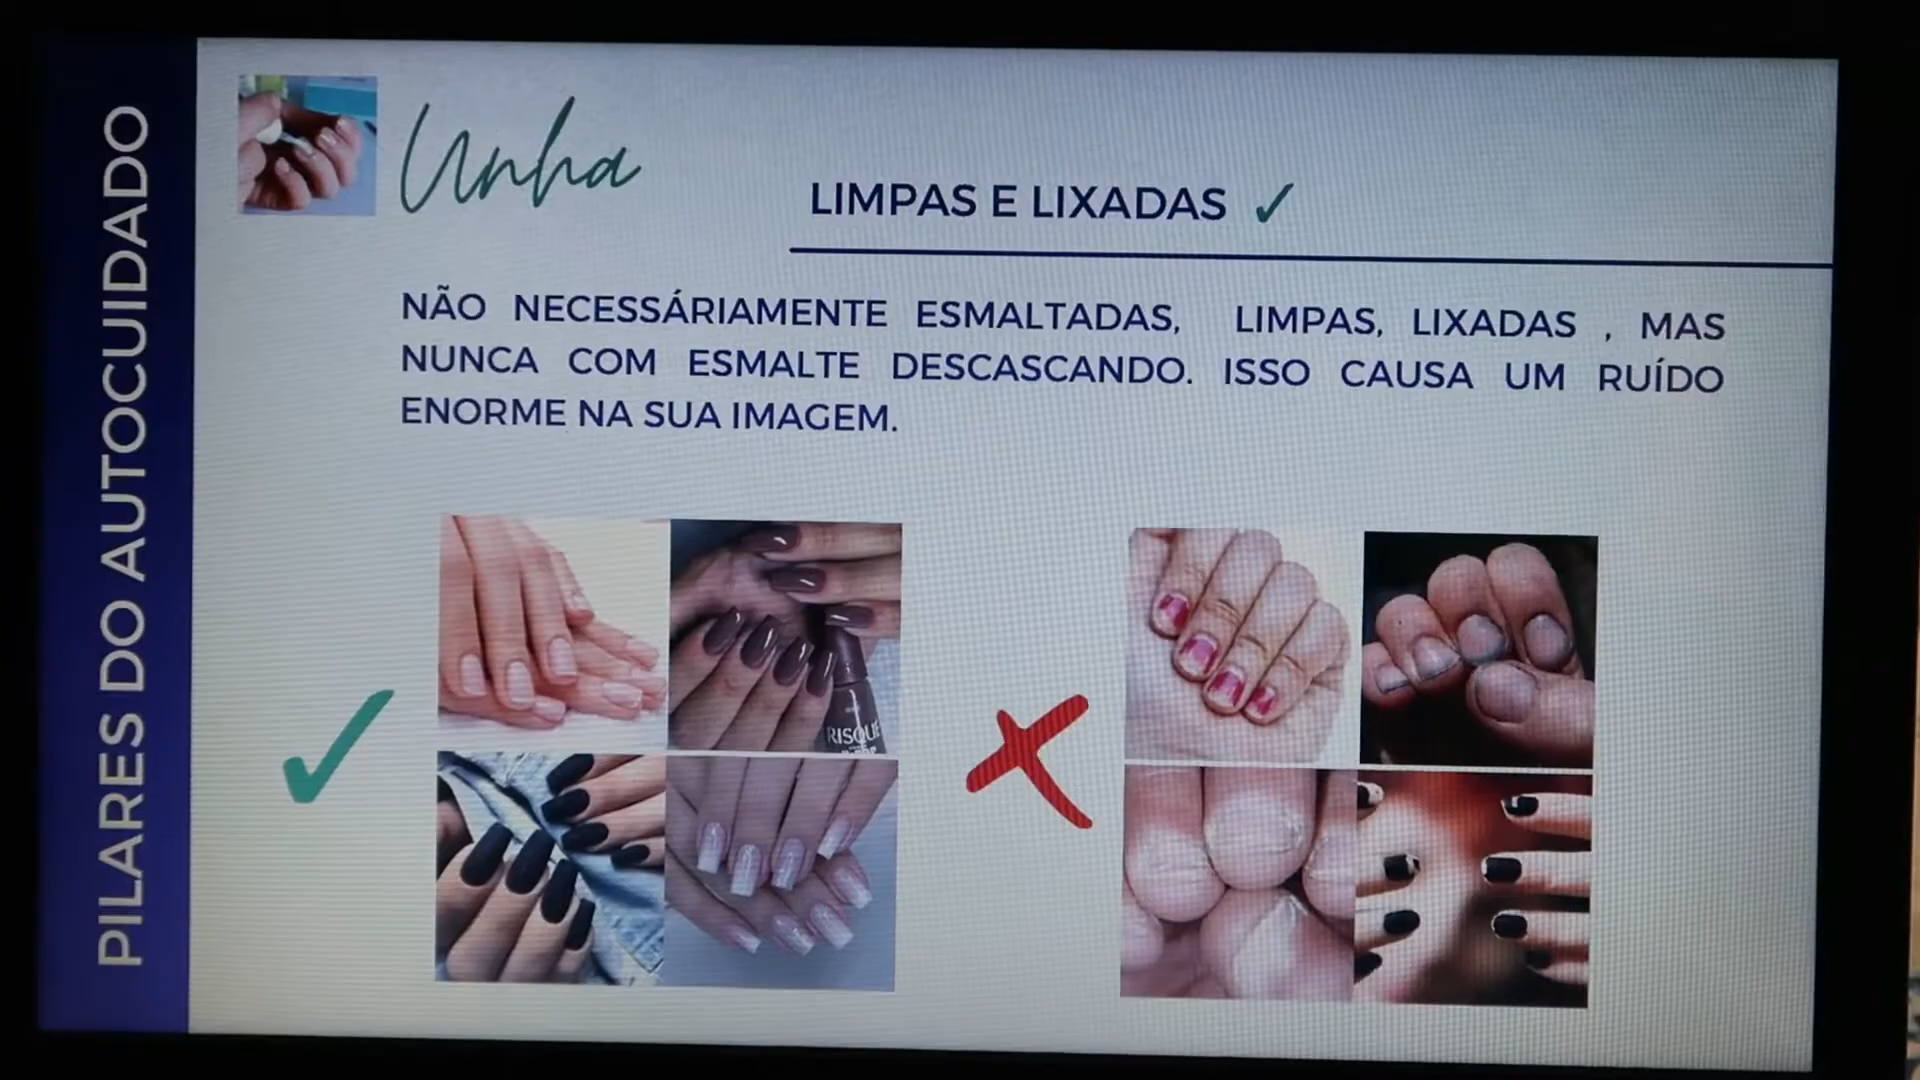 PILARES DO AUTOCUIDADO
Unha
LIMPAS E LIXADAS ✓
NÃO NECESSÁRIAMENTE ESMALTADAS, LIMPAS, LIXADAS , MAS
NUNCA COM ESMALTE DESCASCANDO. ISSO CAUSA UM RUÍDO
ENORME NA SUA IMAGEM.
RISQUÉ